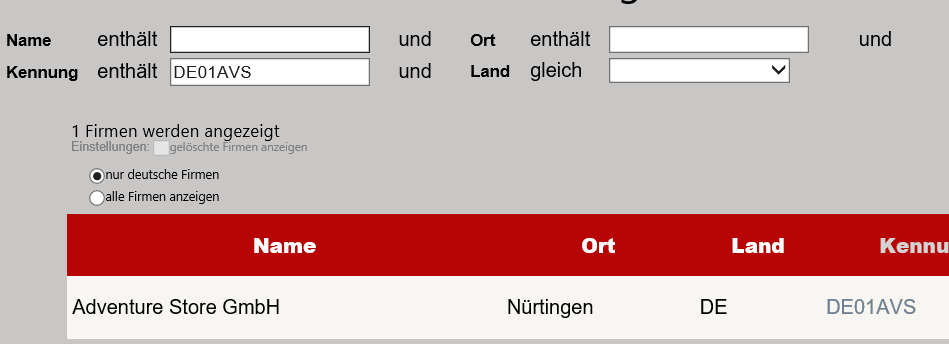 Name enthält und Ort enthält und
Kennung enthält DE01AVS und Land gleich
1 Firmen werden angezeigt
Einstellungen: gelöschte Firmen anzeigen
nur deutsche Firmen
alle Firmen anzeigen
Name Ort Land Kennu
Adventure Store GmbH Nürtingen DE DE01AVS